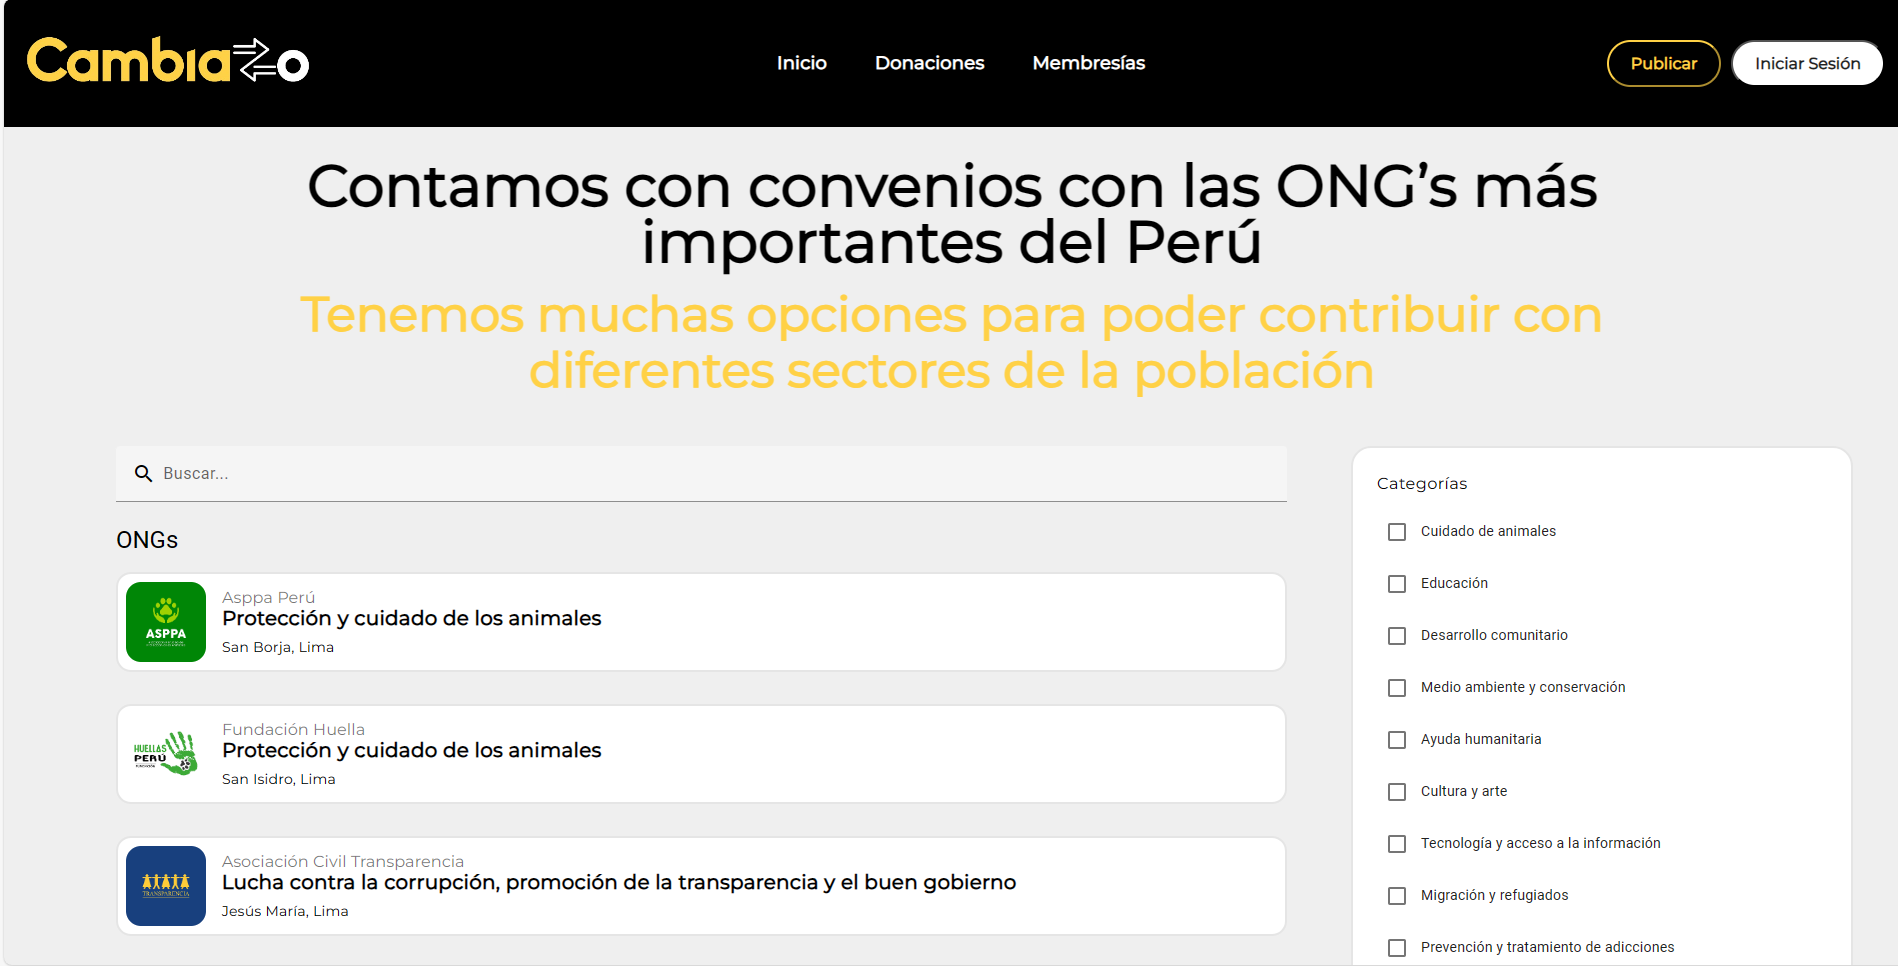 Cambia o
Inicio
Donaciones
Membresías
Publicar
Iniciar Sesión
Contamos con convenios con las ONG’s más
importantes del Perú
Tenemos muchas opciones para poder contribuir con
diferentes sectores de la población
Buscar...
ONGs
ASPPA
Asppa Perú
Protección y cuidado de los animales
San Borja, Lima
HUELLAS
PERÚ
Fundación Huella
Protección y cuidado de los animales
San Isidro, Lima
TRANSPARENCIA
Asociación Civil Transparencia
Lucha contra la corrupción, promoción de la transparencia y el buen gobierno
Jesús María, Lima
Categorías
Cuidado de animales
Educación
Desarrollo comunitario
Medio ambiente y conservación
Ayuda humanitaria
Cultura y arte
Tecnología y acceso a la información
Migración y refugiados
Prevención y tratamiento de adicciones